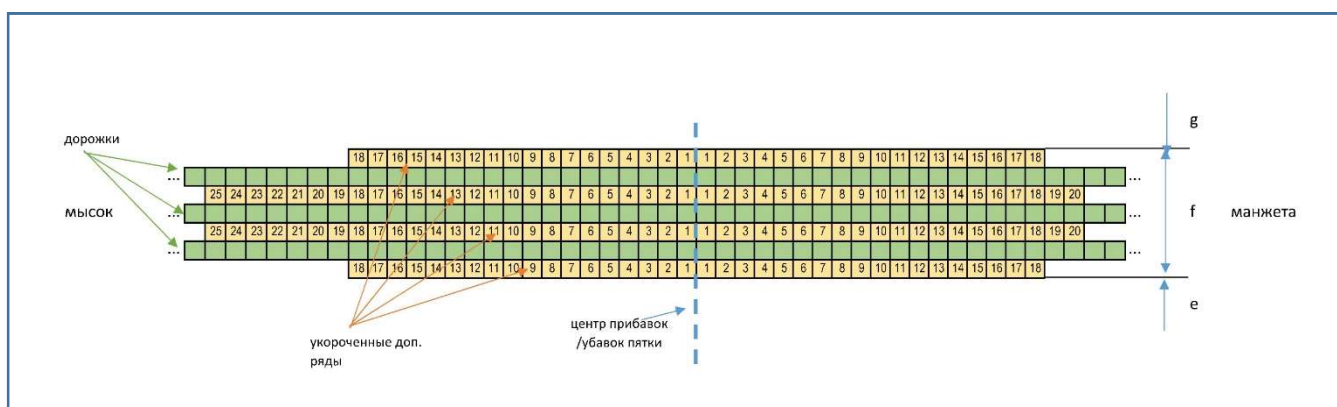 g
дорожки
18 17 16 15 14 13 12 11 10 9 8 7 6 5 4 3 2 1 1 2 3 4 5 6 7 8 9 10 11 12 13 14 15 16 17 18
... ...
25 24 23 22 21 20 19 18 17 16 15 14 13 12 11 10 9 8 7 6 5 4 3 2 1 1 2 3 4 5 6 7 8 9 10 11 12 13 14 15 16 17 18 19 20
мысок ... ... f манжета
25 24 23 22 21 20 19 18 17 16 15 14 13 12 11 10 9 8 7 6 5 4 3 2 1 1 2 3 4 5 6 7 8 9 10 11 12 13 14 15 16 17 18 19 20
... ...
18 17 16 15 14 13 12 11 10 9 8 7 6 5 4 3 2 1 1 2 3 4 5 6 7 8 9 10 11 12 13 14 15 16 17 18
e
центр прибавок
/убавок пятки
укороченные доп.
ряды